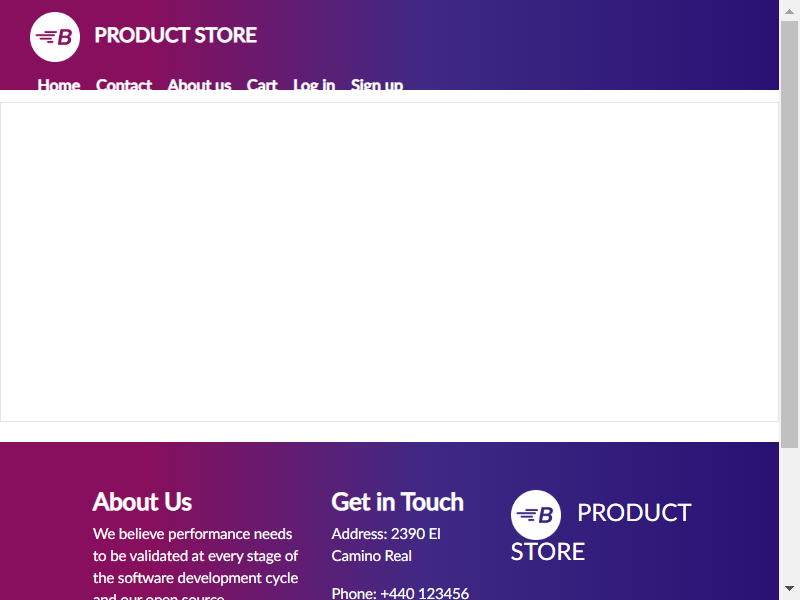 B PRODUCT STORE
Home Contact About us Cart Log in Sign up
About Us
We believe performance needs
to be validated at every stage of
the software development cycle
and our open source
Get in Touch
Address: 2390 El
Camino Real
Phone: +440 123456
B PRODUCT
STORE